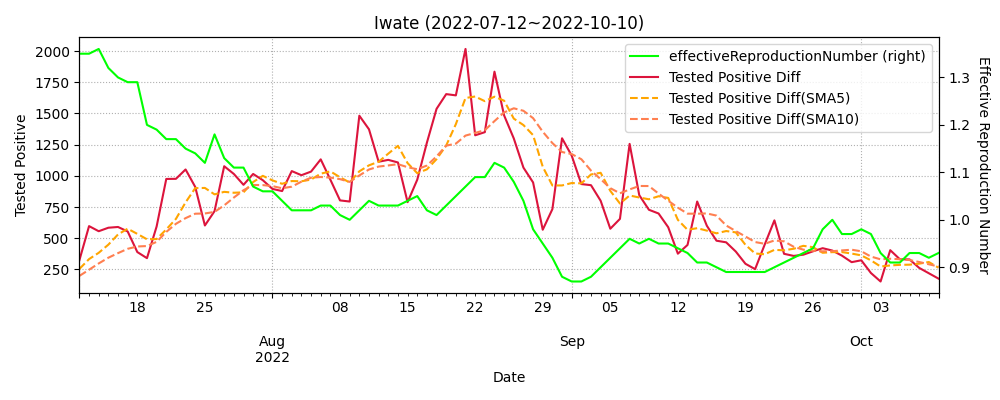 Iwate (2022-07-12~2022-10-10)
effectiveReproductionNumber (right)
Tested Positive Diff
Tested Positive Diff(SMA5)
Tested Positive Diff(SMA10)
Tested Positive
2000
1750
1500
1250
1000
750
500
250
1.3
1.2
1.1
1.0
0.9
Effective Reproduction Number
18 25 08 15 22 29 05 12 19 26 03
Aug Sep Oct
2022
Date